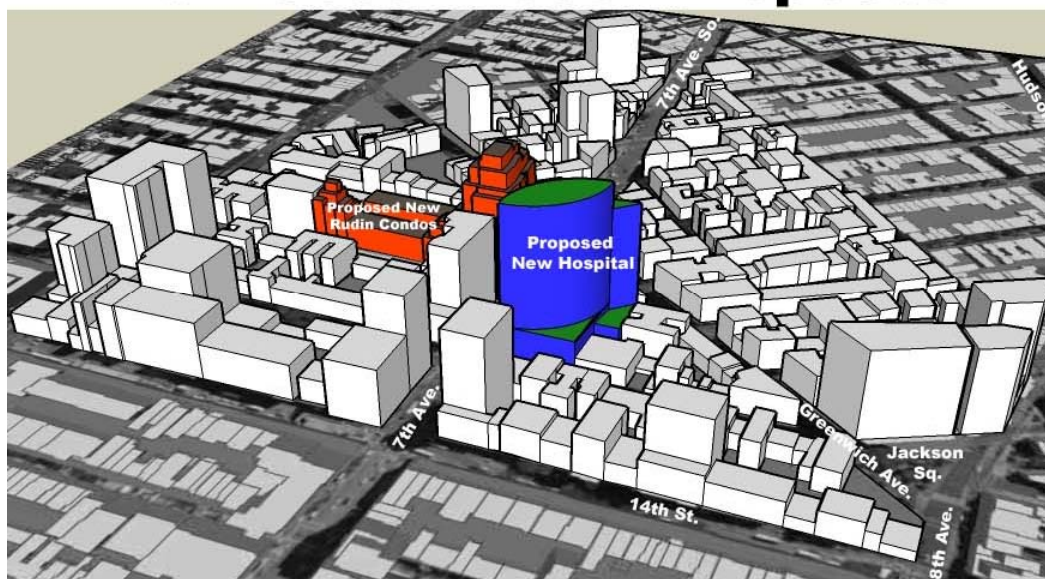 7th Ave. So.
Hudson
Proposed New
Rudin Condos
Proposed
New Hospital
7th Ave.
Greenwich Ave.
Jackson
Sq.
14th St.
8th Ave.